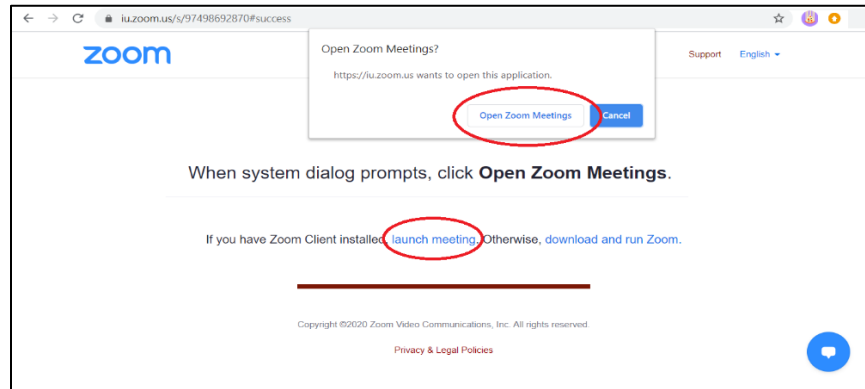 iu.zoom.us/s/97498692870#success
zoom
Open Zoom Meetings?
https://iu.zoom.us wants to open this application.
Open Zoom Meetings
Cancel
Support English
When system dialog prompts, click Open Zoom Meetings.
If you have Zoom Client installed, launch meeting. Otherwise, download and run Zoom.
Copyright ©2020 Zoom Video Communications, Inc. All rights reserved.
Privacy & Legal Policies